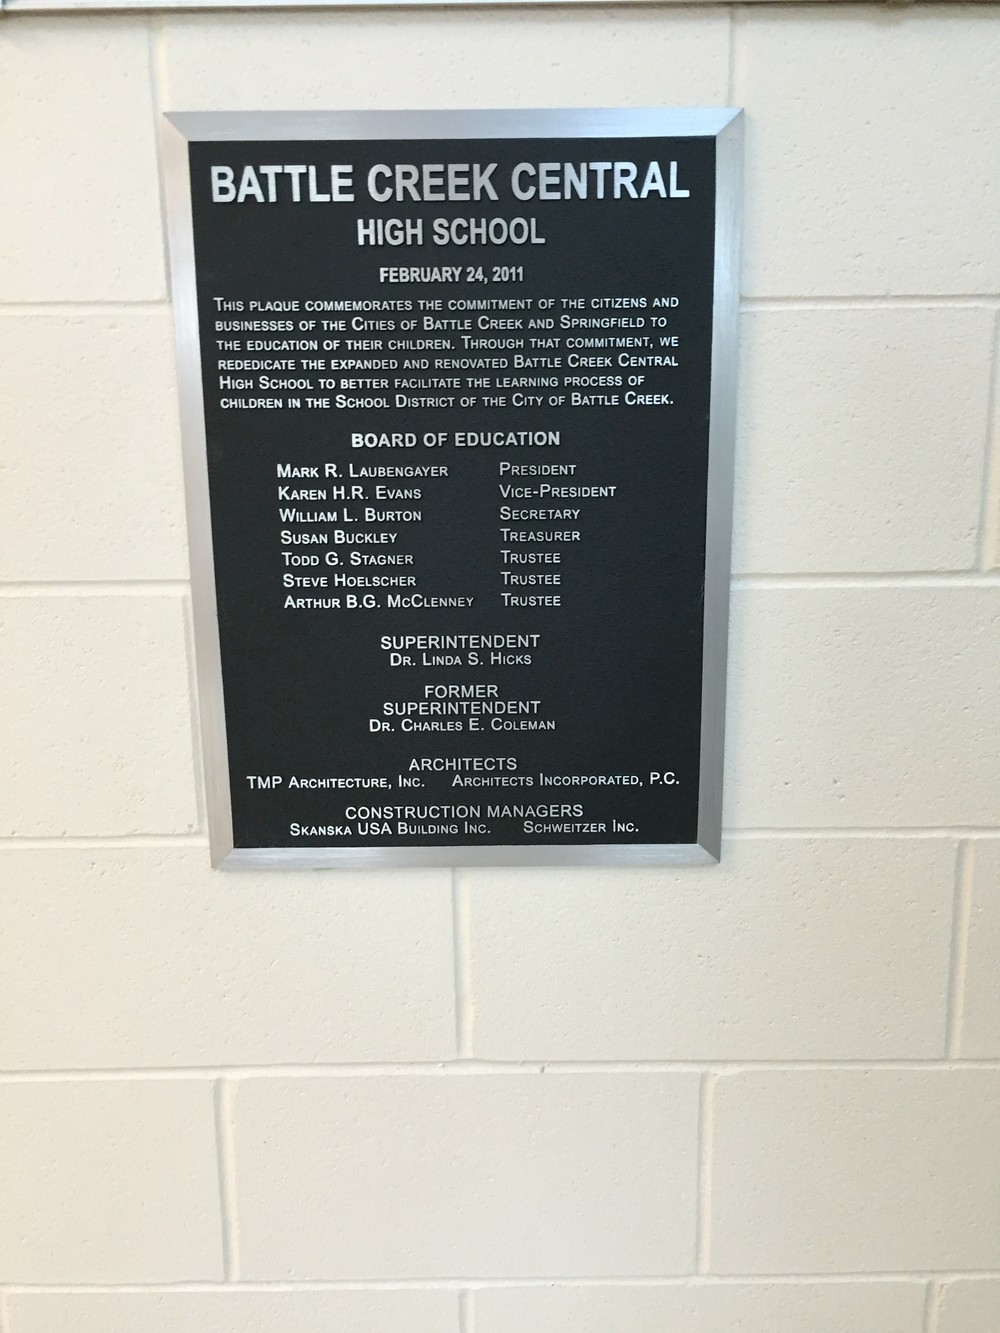 BATTLE CREEK CENTRAL
HIGH SCHOOL
FEBRUARY 24, 2011
THIS PLAQUE COMMEMORATES THE COMMITMENT OF THE CITIZENS AND
BUSINESSES OF THE CITIES OF BATTLE CREEK AND SPRINGFIELD TO
THE EDUCATION OF THEIR CHILDREN. THROUGH THAT COMMITMENT, WE
REDEDICATE THE EXPANDED AND RENOVATED BATTLE CREEK CENTRAL
HIGH SCHOOL TO BETTER FACILITATE THE LEARNING PROCESS OF
CHILDREN IN THE SCHOOL DISTRICT OF THE CITY OF BATTLE CREEK.
BOARD OF EDUCATION
MARK R. LAUBENGAYER PRESIDENT
KAREN H.R. EVANS VICE-PRESIDENT
WILLIAM L. BURTON SECRETARY
SUSAN BUCKLEY TREASURER
TODD G. STAGNER TRUSTEE
STEVE HOELSCHER TRUSTEE
ARTHUR B.G. MCCLENNEY TRUSTEE
SUPERINTENDENT
DR. LINDA S. HICKS
FORMER
SUPERINTENDENT
DR. CHARLES E. COLEMAN
ARCHITECTS
TMP ARCHITECTURE, INC. ARCHITECTS INCORPORATED, P.C.
CONSTRUCTION MANAGERS
SKANSKA USA BUILDING INC. SCHWEITZER INC.